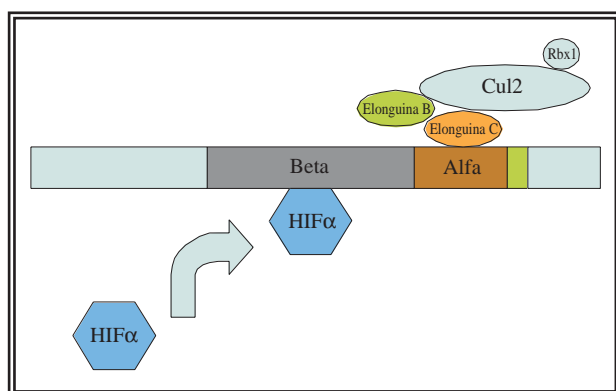 Rbx1
Cul2
Elonguina B
Elonguina C
Beta
Alfa
HIFα
HIFα